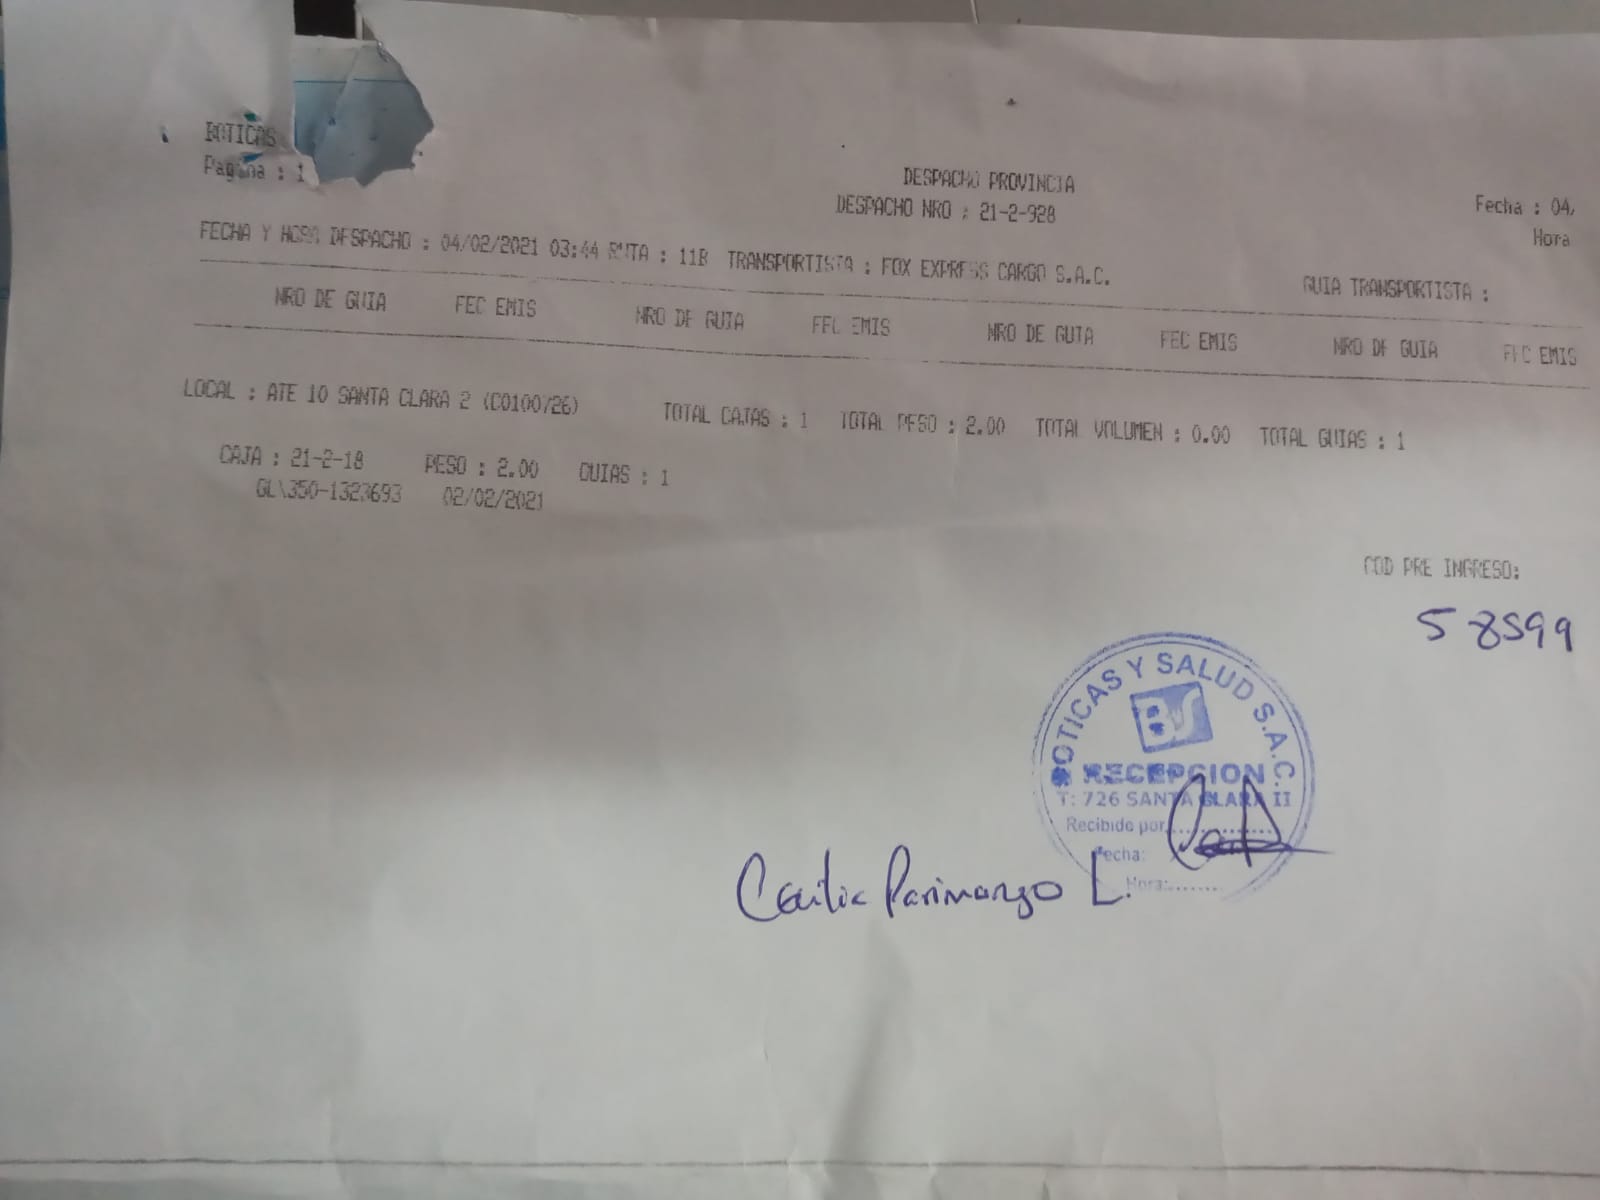 BOTICAS
Pagina : 1
DESPACHO PROVINCIA
DESPACHO NRO : 21-2-928
Fecha : 04/
Hora
FECHA Y HORA DESPACHO : 04/02/2021 03:44 RUTA : 11B TRANSPORTISTA : FOX EXPRESS CARGO S.A.C.
GUIA TRANSPORTISTA :
NRO DE GUIA FEC EMIS NRO DE GUIA FEC EMIS NRO DE GUIA FEC EMIS NRO DE GUIA FEC EMIS
LOCAL : ATE 10 SANTA CLARA 2 (C0100726) TOTAL CAJAS : 1 TOTAL PESO : 2.00 TOTAL VOLUMEN : 0.00 TOTAL GUIAS : 1
CAJA : 21-2-18 PESO : 2.00 GUIAS : 1
GL\350-1323693 02/02/2021
COD PRE INGRESO:
58599
BOTICAS Y SALUD S.A.C.
BS
RECEPCION
T: 726 SANTA CLARA II
Recibido por
Fecha:
Hora:
L.